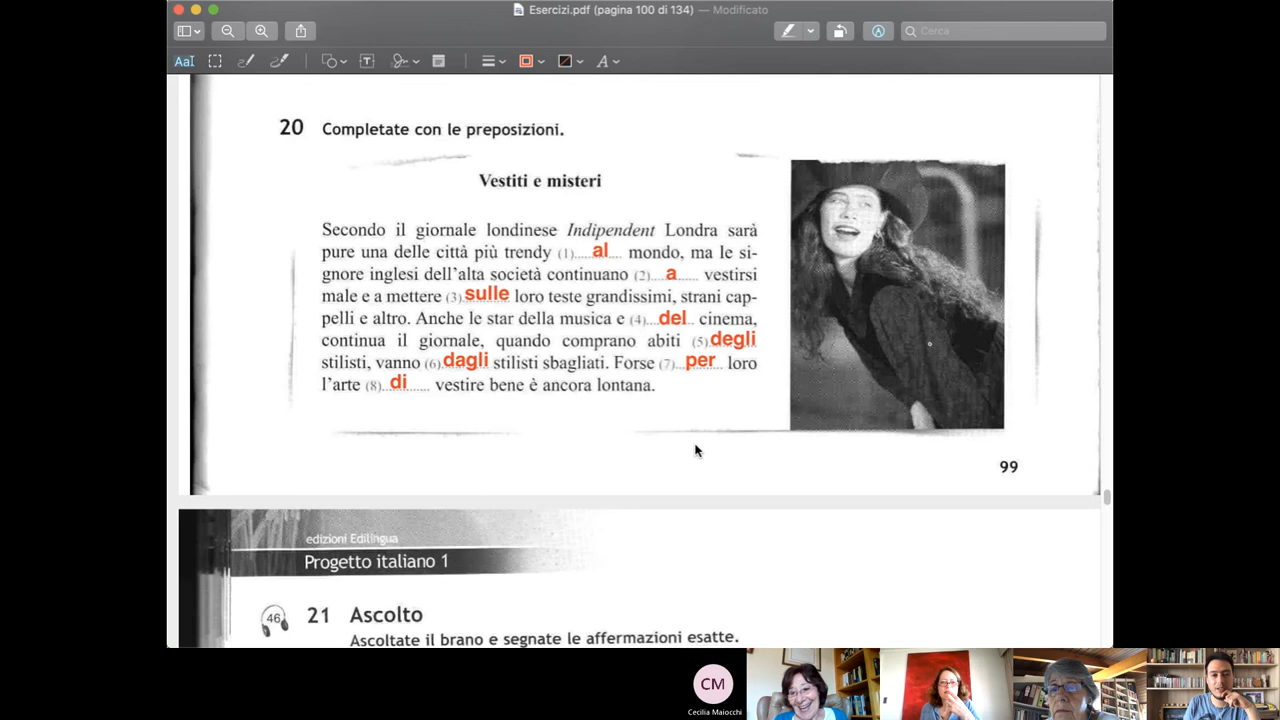 Esercizi.pdf (pagina 100 di 134) — Modificato
Cerca
AaI
T
A
20 Completate con le preposizioni.
Vestiti e misteri
Secondo il giornale londinese Indipendent Londra sarà
pure una delle città più trendy (1)......al.... mondo, ma le si-
gnore inglesi dell'alta società continuano (2).....a...... vestirsi
male e a mettere (3).sulle loro teste grandissimi, strani cap-
pelli e altro. Anche le star della musica e (4)....del.. cinema,
continua il giornale, quando comprano abiti (5).degli
stilisti, vanno (6).dagli stilisti sbagliati. Forse (7)...per.. loro
l'arte (8)...di...... vestire bene è ancora lontana.
99
edizioni Edilingua
Progetto italiano 1
46 21 Ascolto
Ascoltate il brano e segnate le affermazioni esatte.
CM
Cecilia Maiocchi